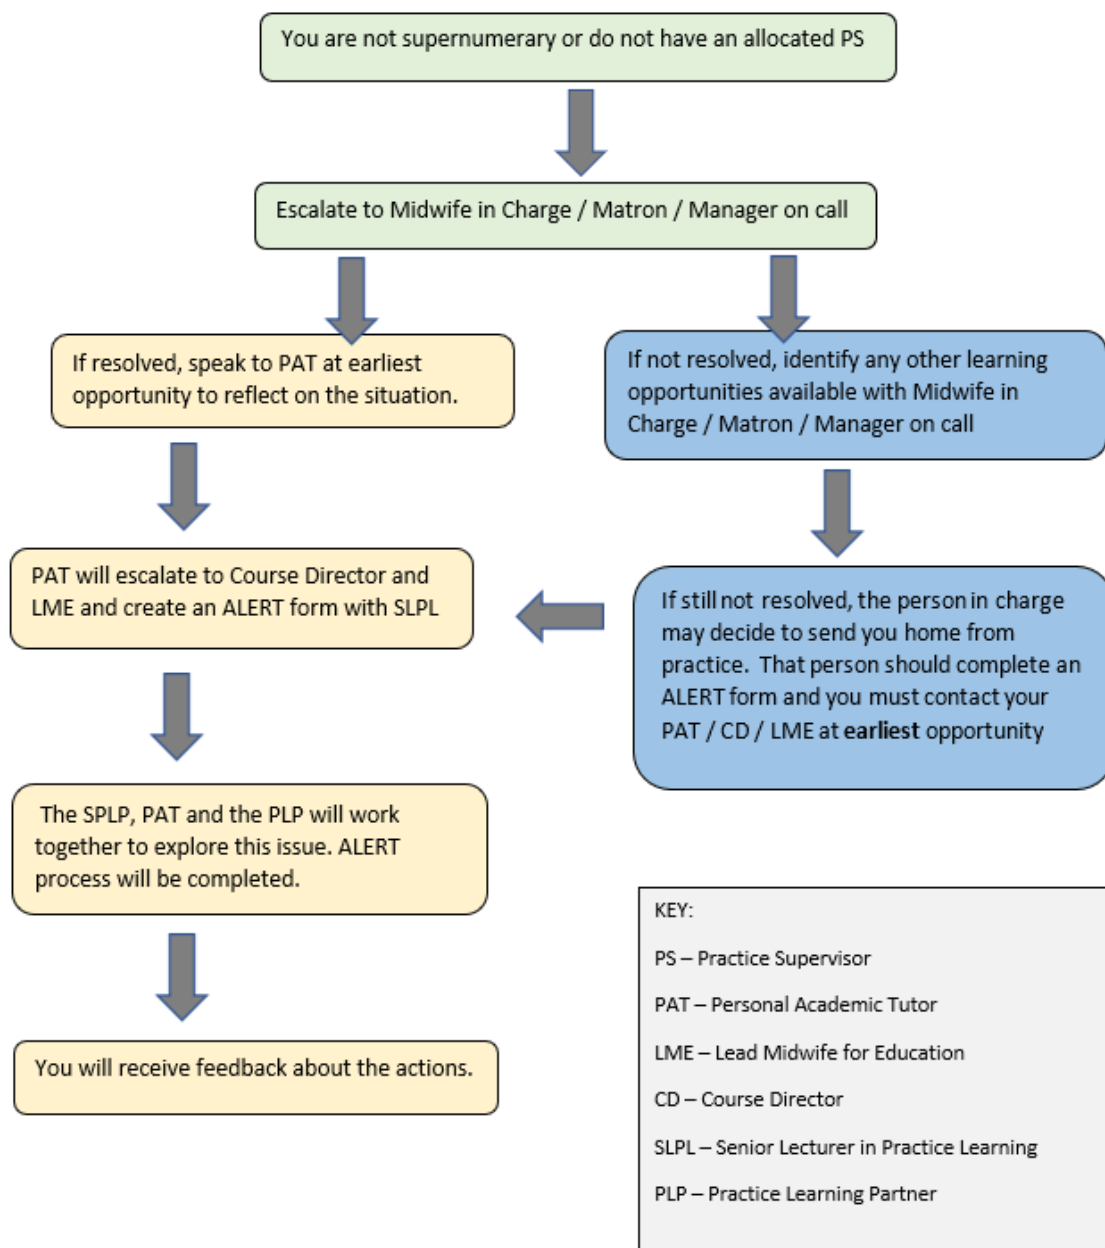 You are not supernumerary or do not have an allocated PS
Escalate to Midwife in Charge / Matron / Manager on call
If resolved, speak to PAT at earliest
opportunity to reflect on the situation.
If not resolved, identify any other learning
opportunities available with Midwife in
Charge / Matron / Manager on call
PAT will escalate to Course Director and
LME and create an ALERT form with SLPL
If still not resolved, the person in charge
may decide to send you home from
practice. That person should complete an
ALERT form and you must contact your
PAT / CD / LME at earliest opportunity
The SPLP, PAT and the PLP will work
together to explore this issue. ALERT
process will be completed.
You will receive feedback about the actions.
KEY:
PS – Practice Supervisor
PAT – Personal Academic Tutor
LME – Lead Midwife for Education
CD – Course Director
SLPL – Senior Lecturer in Practice Learning
PLP – Practice Learning Partner